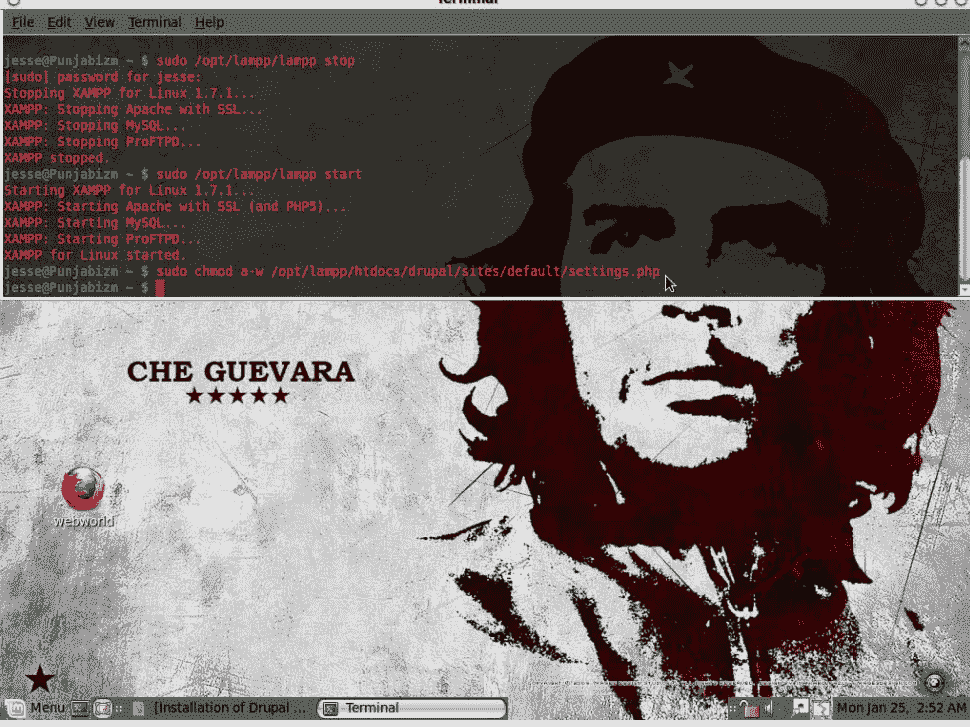 Terminal
File Edit View Terminal Help
jesse@Punjabizm ~ $ sudo /opt/lampp/lampp stop
[sudo] password for jesse:
Stopping XAMPP for Linux 1.7.1...
XAMPP: Stopping Apache with SSL...
XAMPP: Stopping MySQL...
XAMPP: Stopping ProFTPD...
XAMPP stopped.
jesse@Punjabizm ~ $ sudo /opt/lampp/lampp start
Starting XAMPP for Linux 1.7.1...
XAMPP: Starting Apache with SSL (and PHP5)...
XAMPP: Starting MySQL...
XAMPP: Starting ProFTPD...
XAMPP for Linux started.
jesse@Punjabizm ~ $ sudo chmod a-w /opt/lampp/htdocs/drupal/sites/default/settings.php
jesse@Punjabizm ~ $
CHE GUEVARA
webworld
Menu [Installation of Drupal ... Terminal Mon Jan 25, 2:52 AM